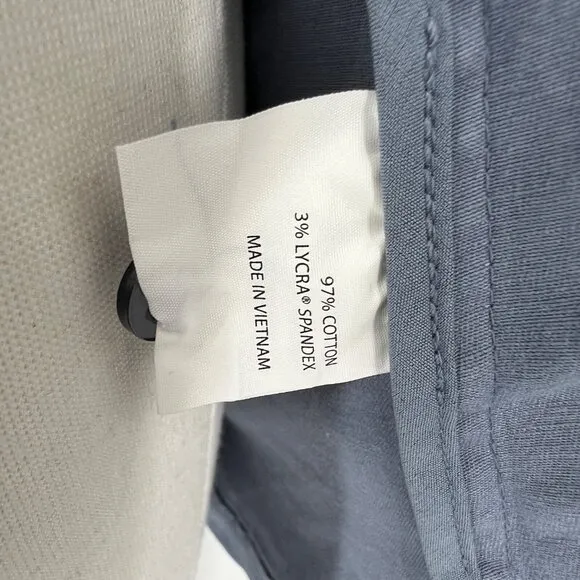 97% COTTON
3% LYCRA® SPANDEX
MADE IN VIETNAM